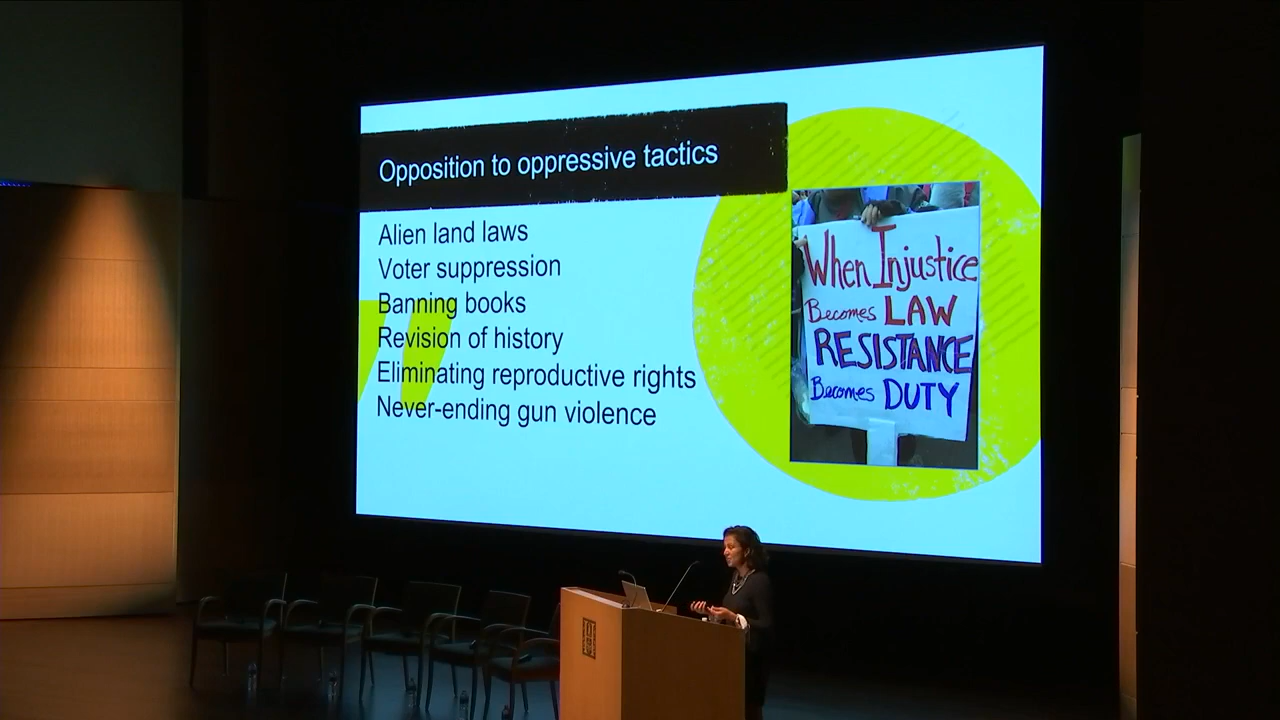 Opposition to oppressive tactics
Alien land laws
Voter suppression
Banning books
Revision of history
Eliminating reproductive rights
Never-ending gun violence
When Injustice
Becomes LAW
RESISTANCE
Becomes DUTY